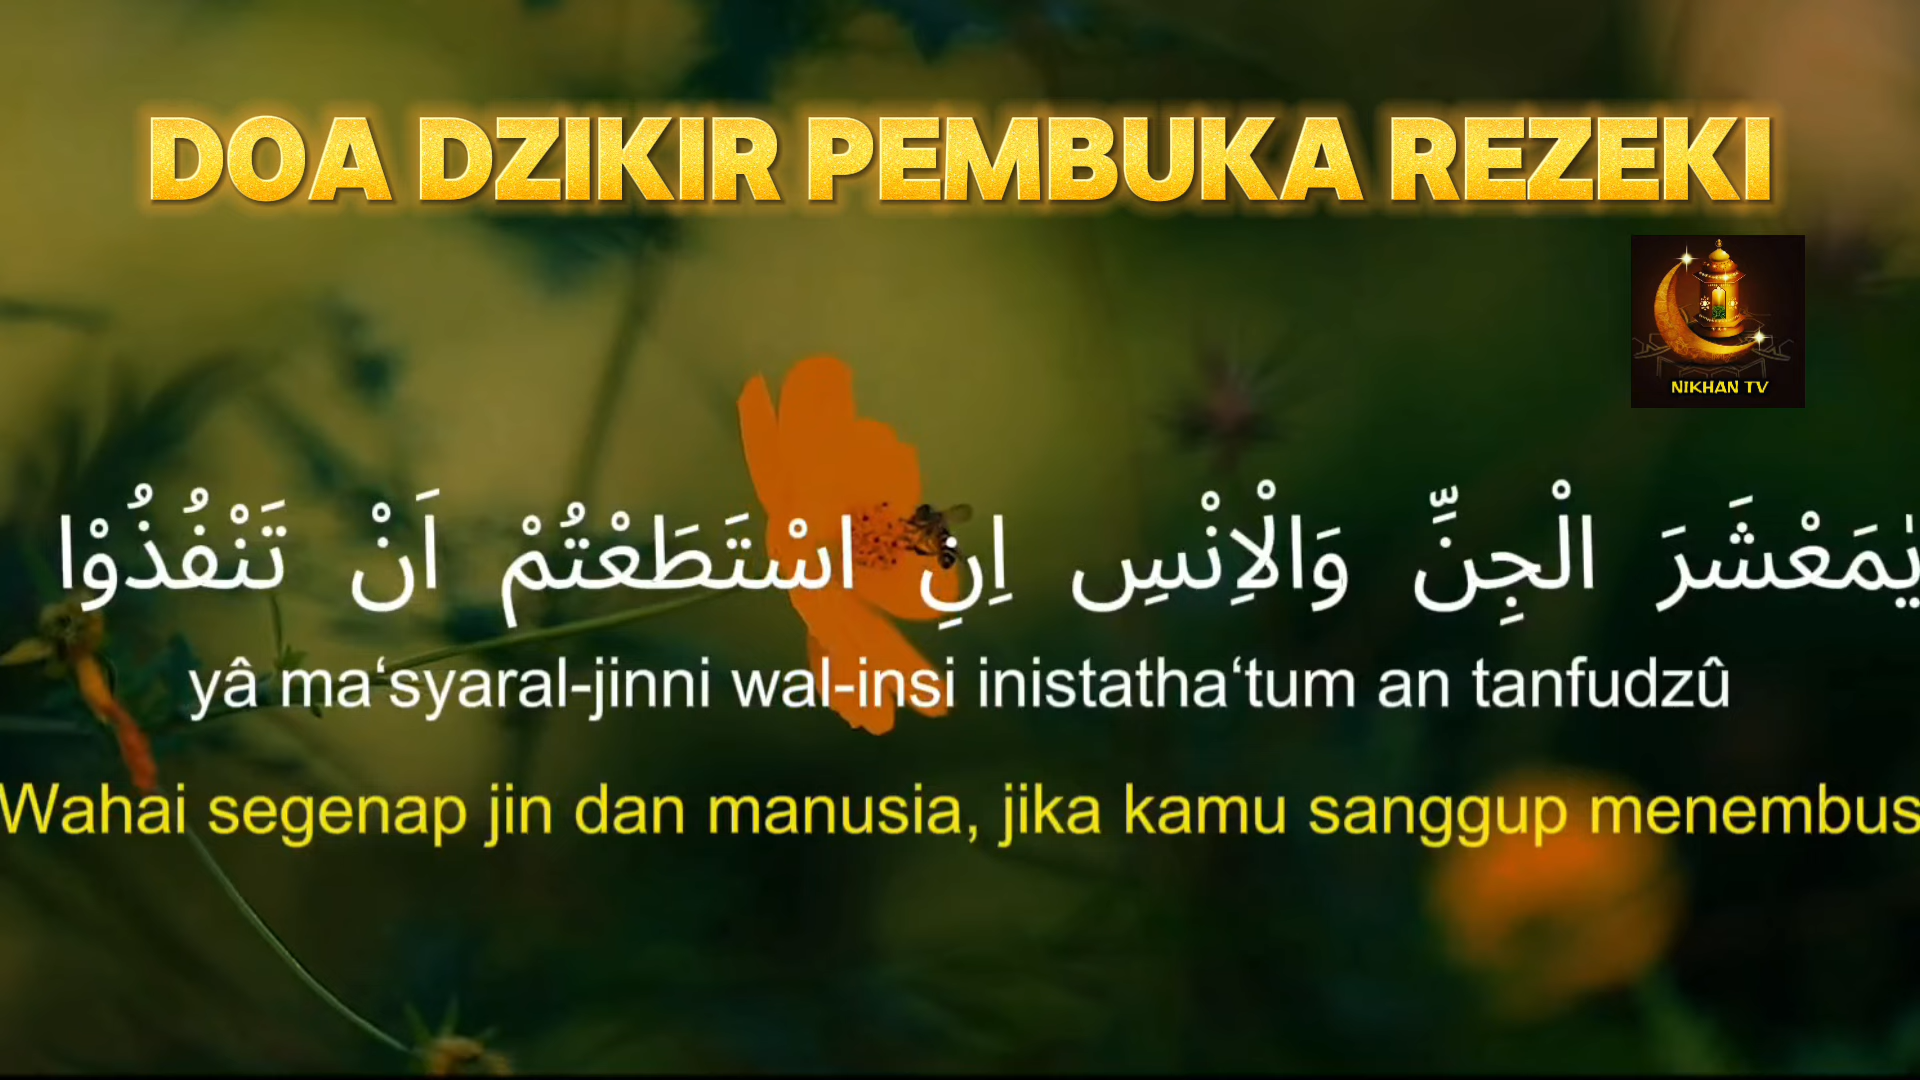 DOA DZIKIR PEMBUKA REZEKI
NIKHAN TV
يٰمَعْشَرَ الْجِنِّ وَالْاِنْسِ اِنِ اسْتَطَعْتُمْ اَنْ تَنْفُذُوْا
yâ ma‘syaral-jinni wal-insi inistatha‘tum an tanfudzû
Wahai segenap jin dan manusia, jika kamu sanggup menembus